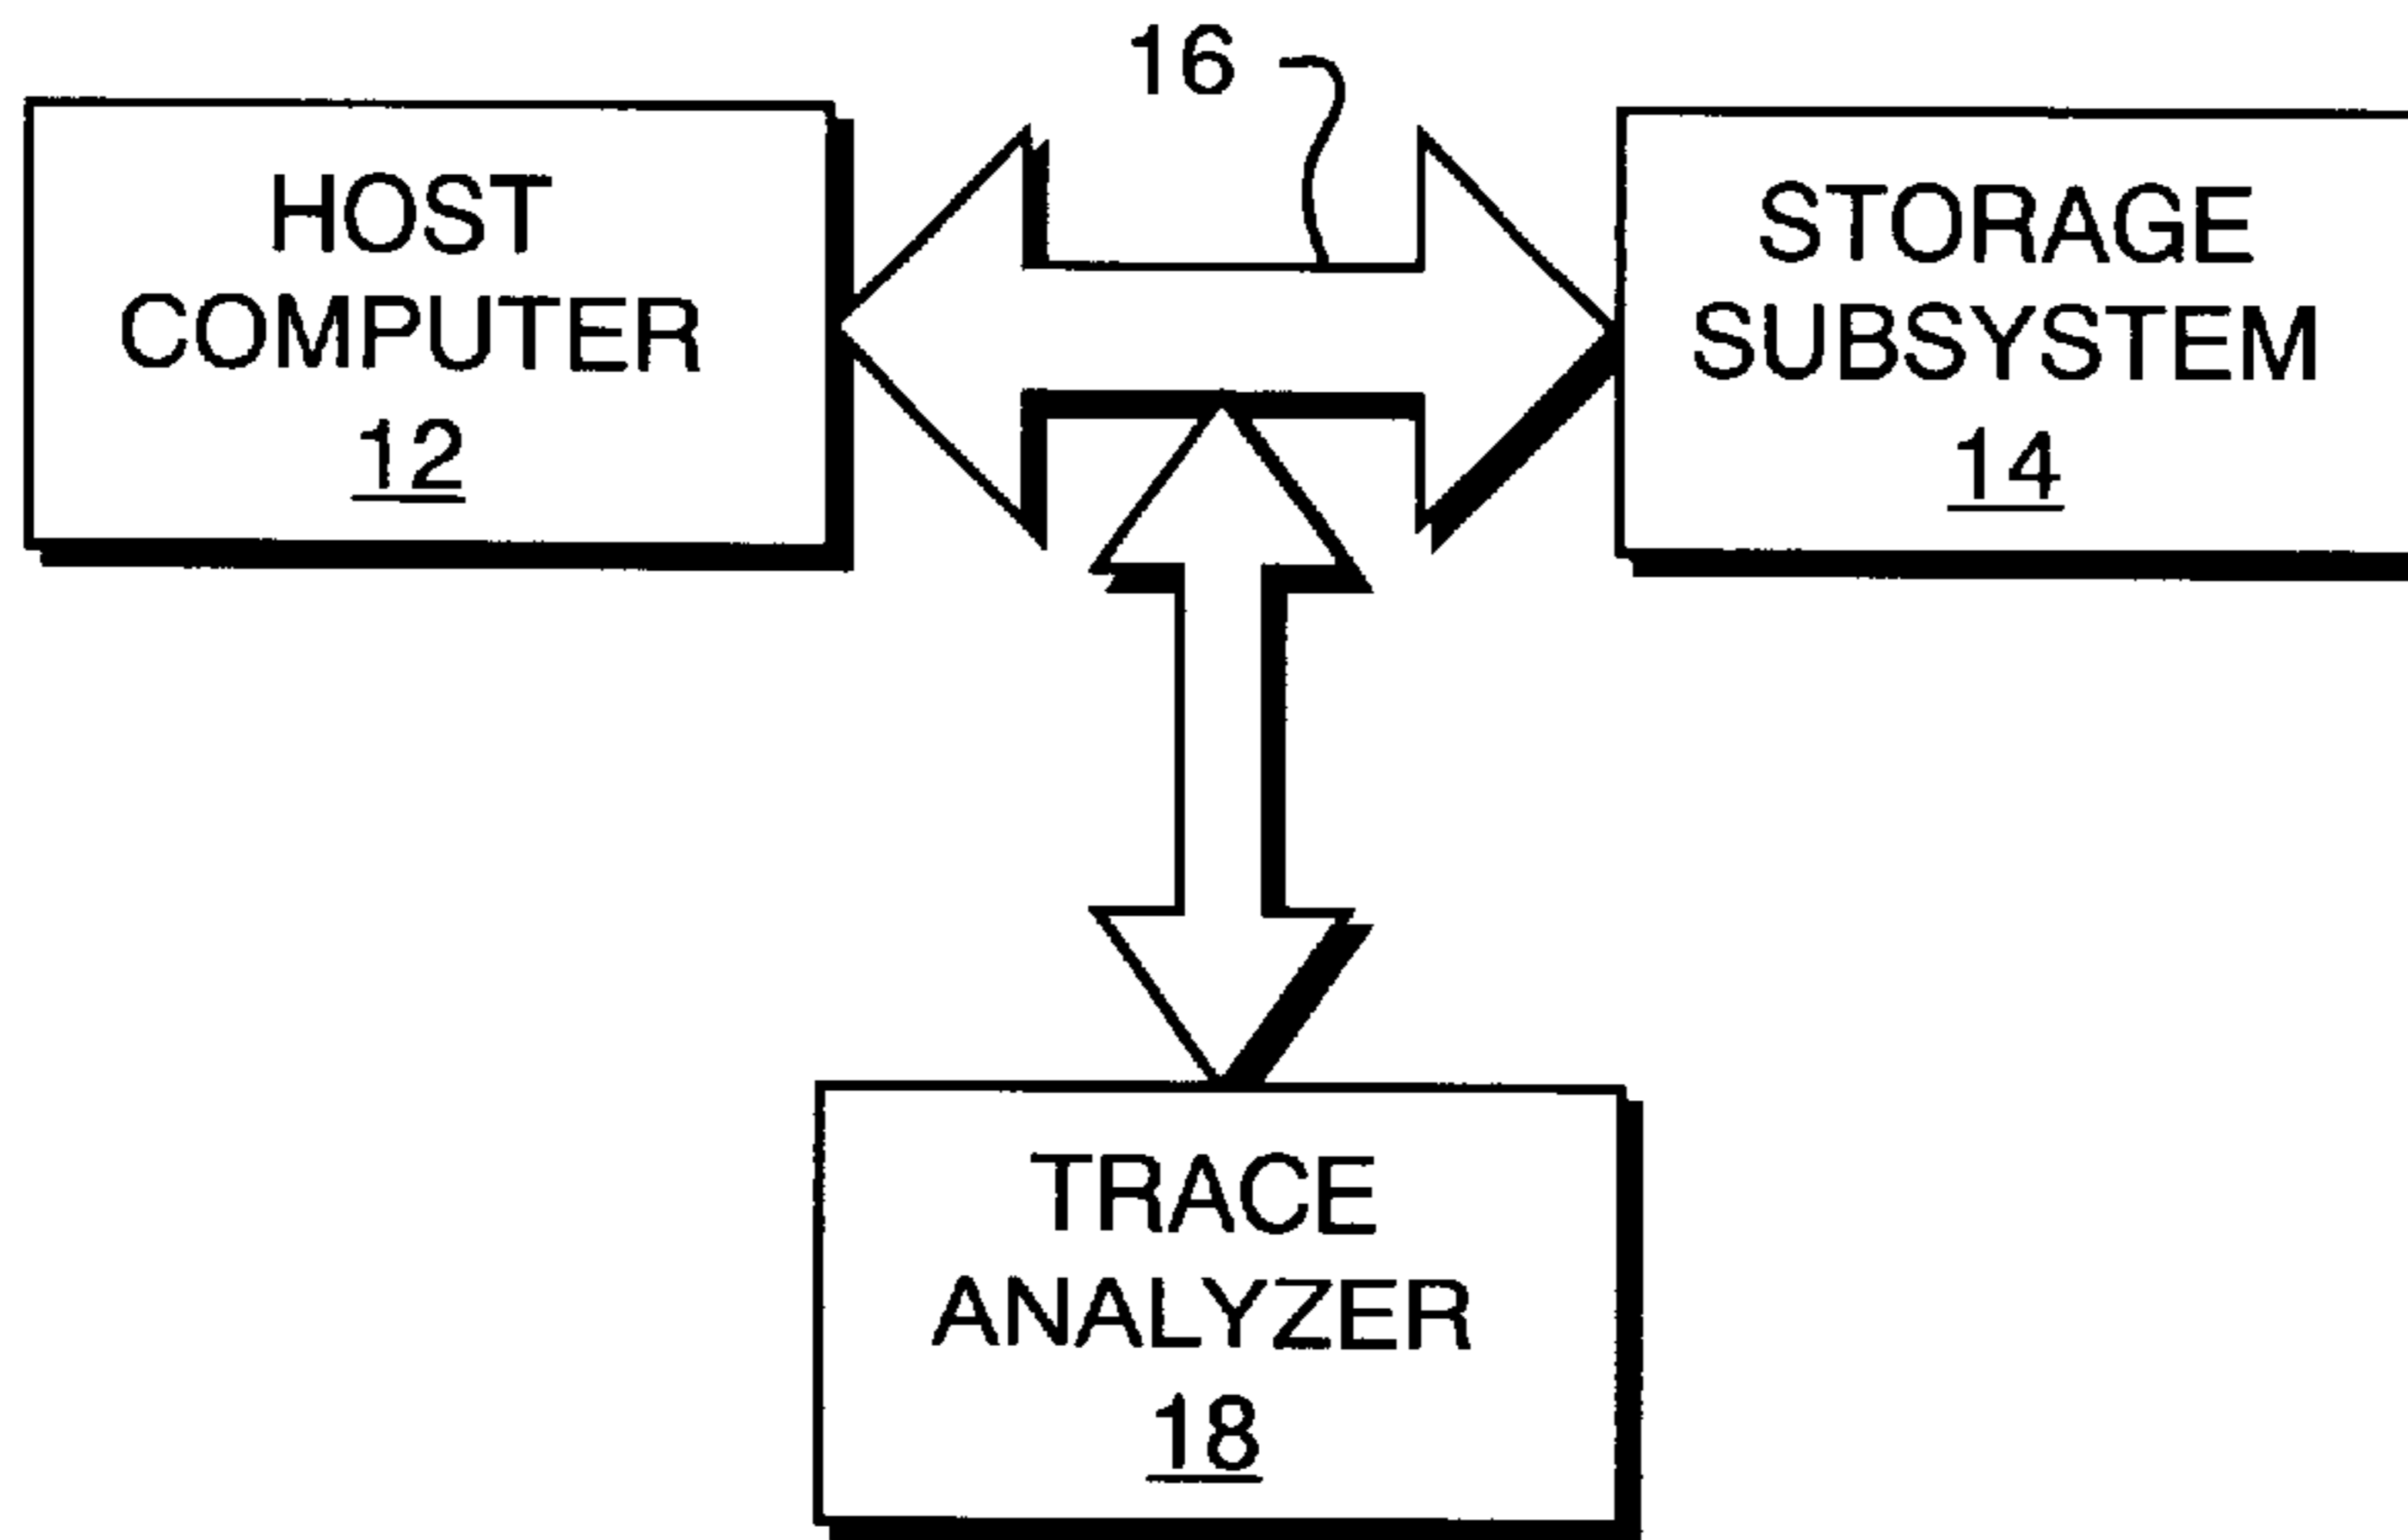 16
HOST
COMPUTER
12
STORAGE
SUBSYSTEM
14
TRACE
ANALYZER
18